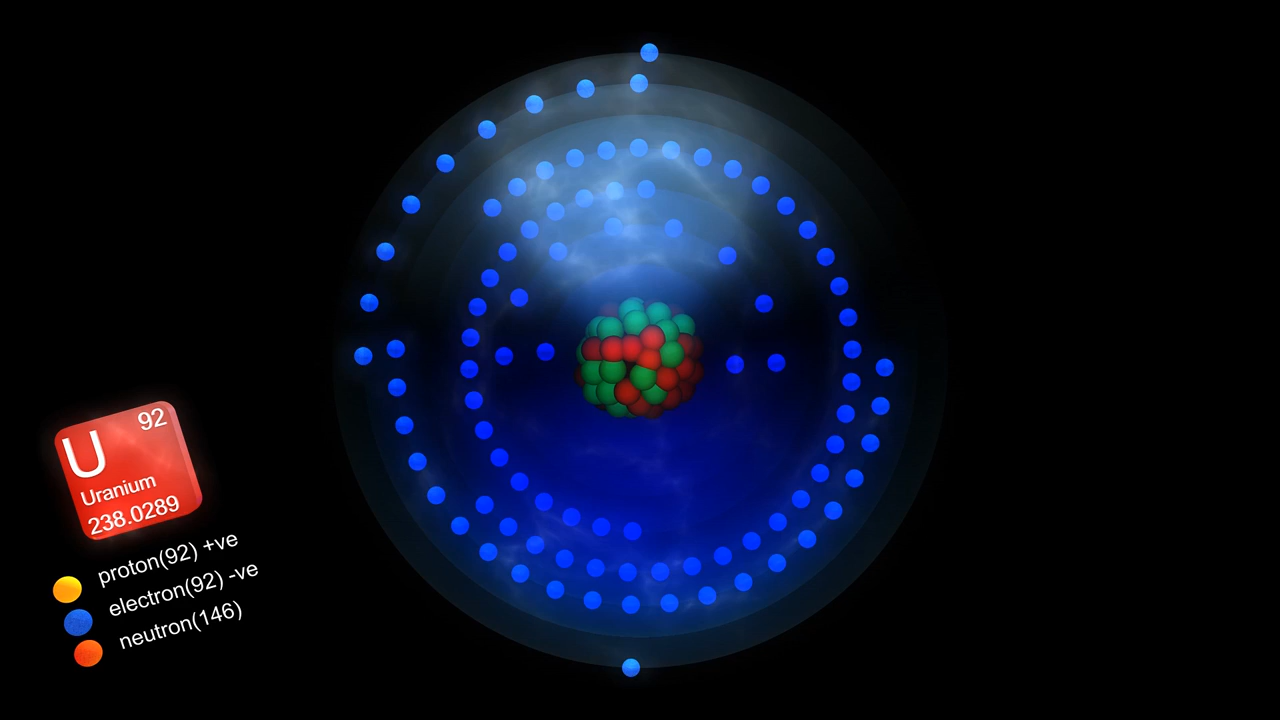 92
U
Uranium
238.0289
proton(92) +ve
electron(92) -ve
neutron(146)